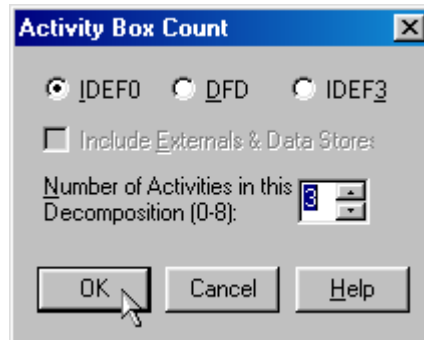 Activity Box Count
IDEF0 DFD IDEF3
Include Externals & Data Stores
Number of Activities in this
Decomposition (0-8): 3
OK Cancel Help